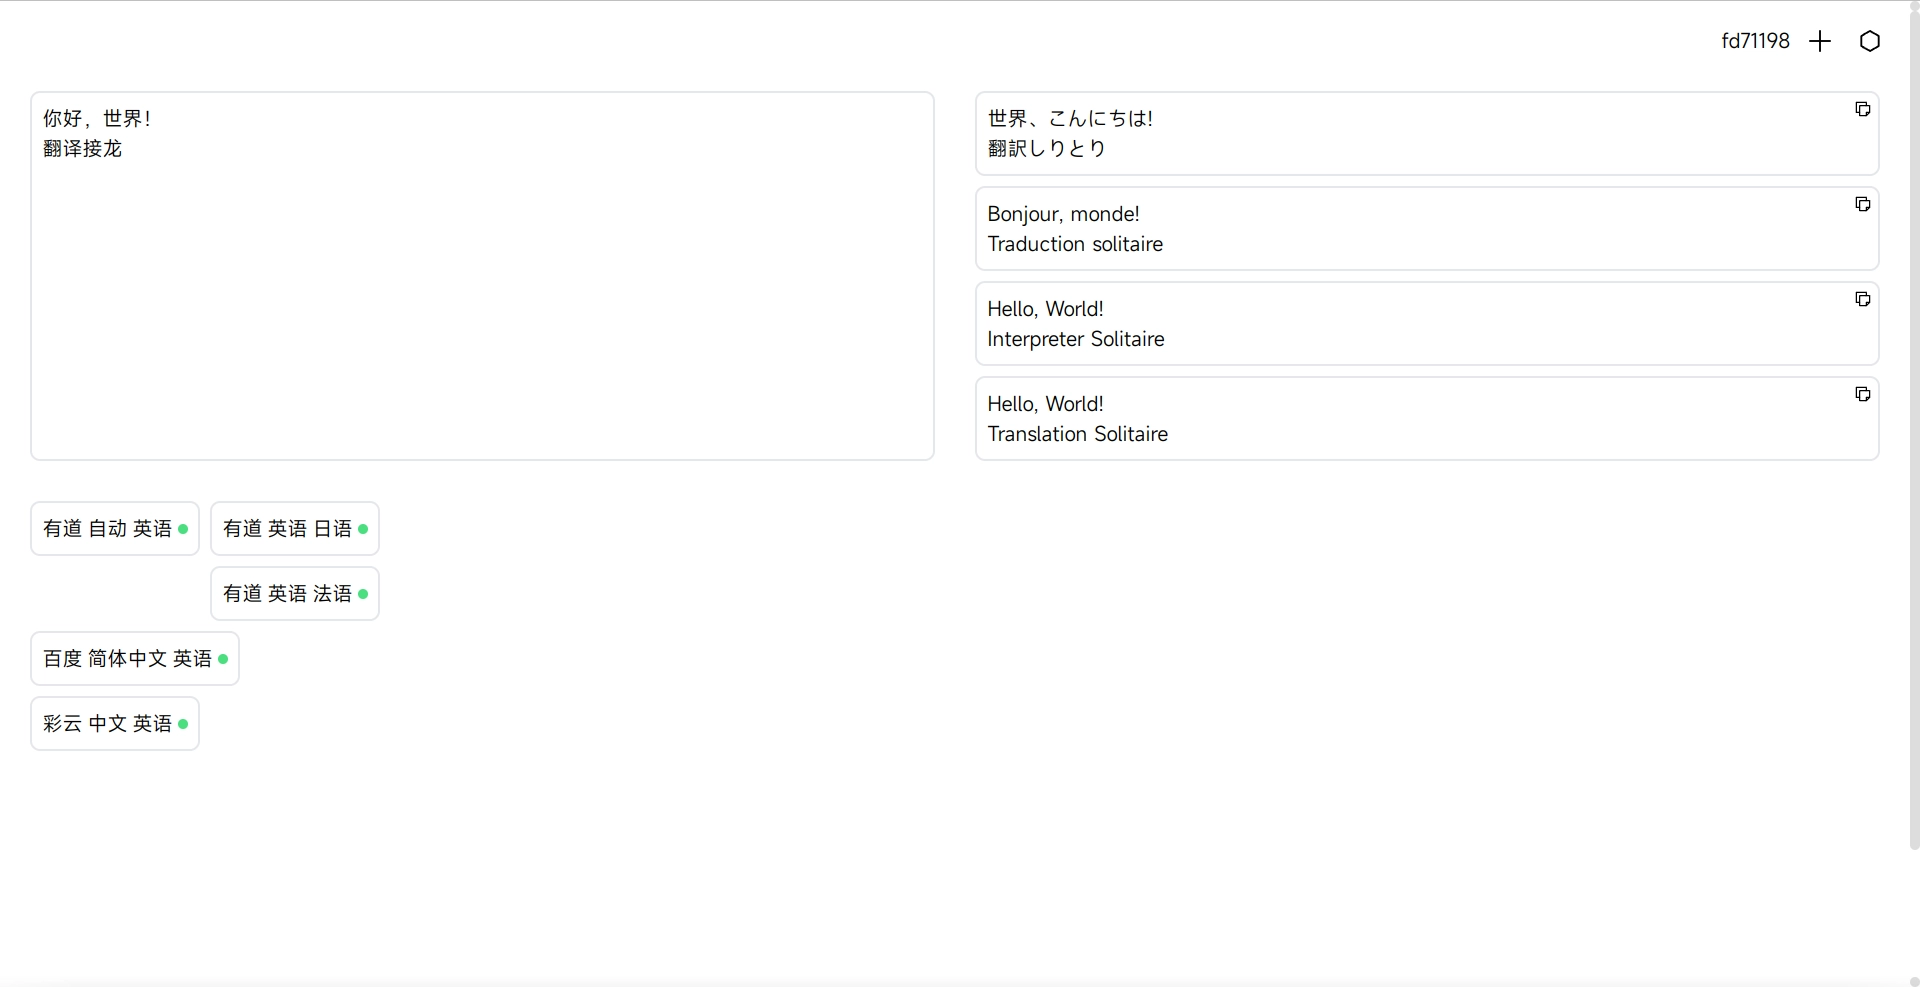 fd71198
你好，世界！
翻译接龙
世界、こんにちは!
翻訳しりとり
Bonjour, monde!
Traduction solitaire
Hello, World!
Interpreter Solitaire
Hello, World!
Translation Solitaire
有道 自动 英语
有道 英语 日语
有道 英语 法语
百度 简体中文 英语
彩云 中文 英语